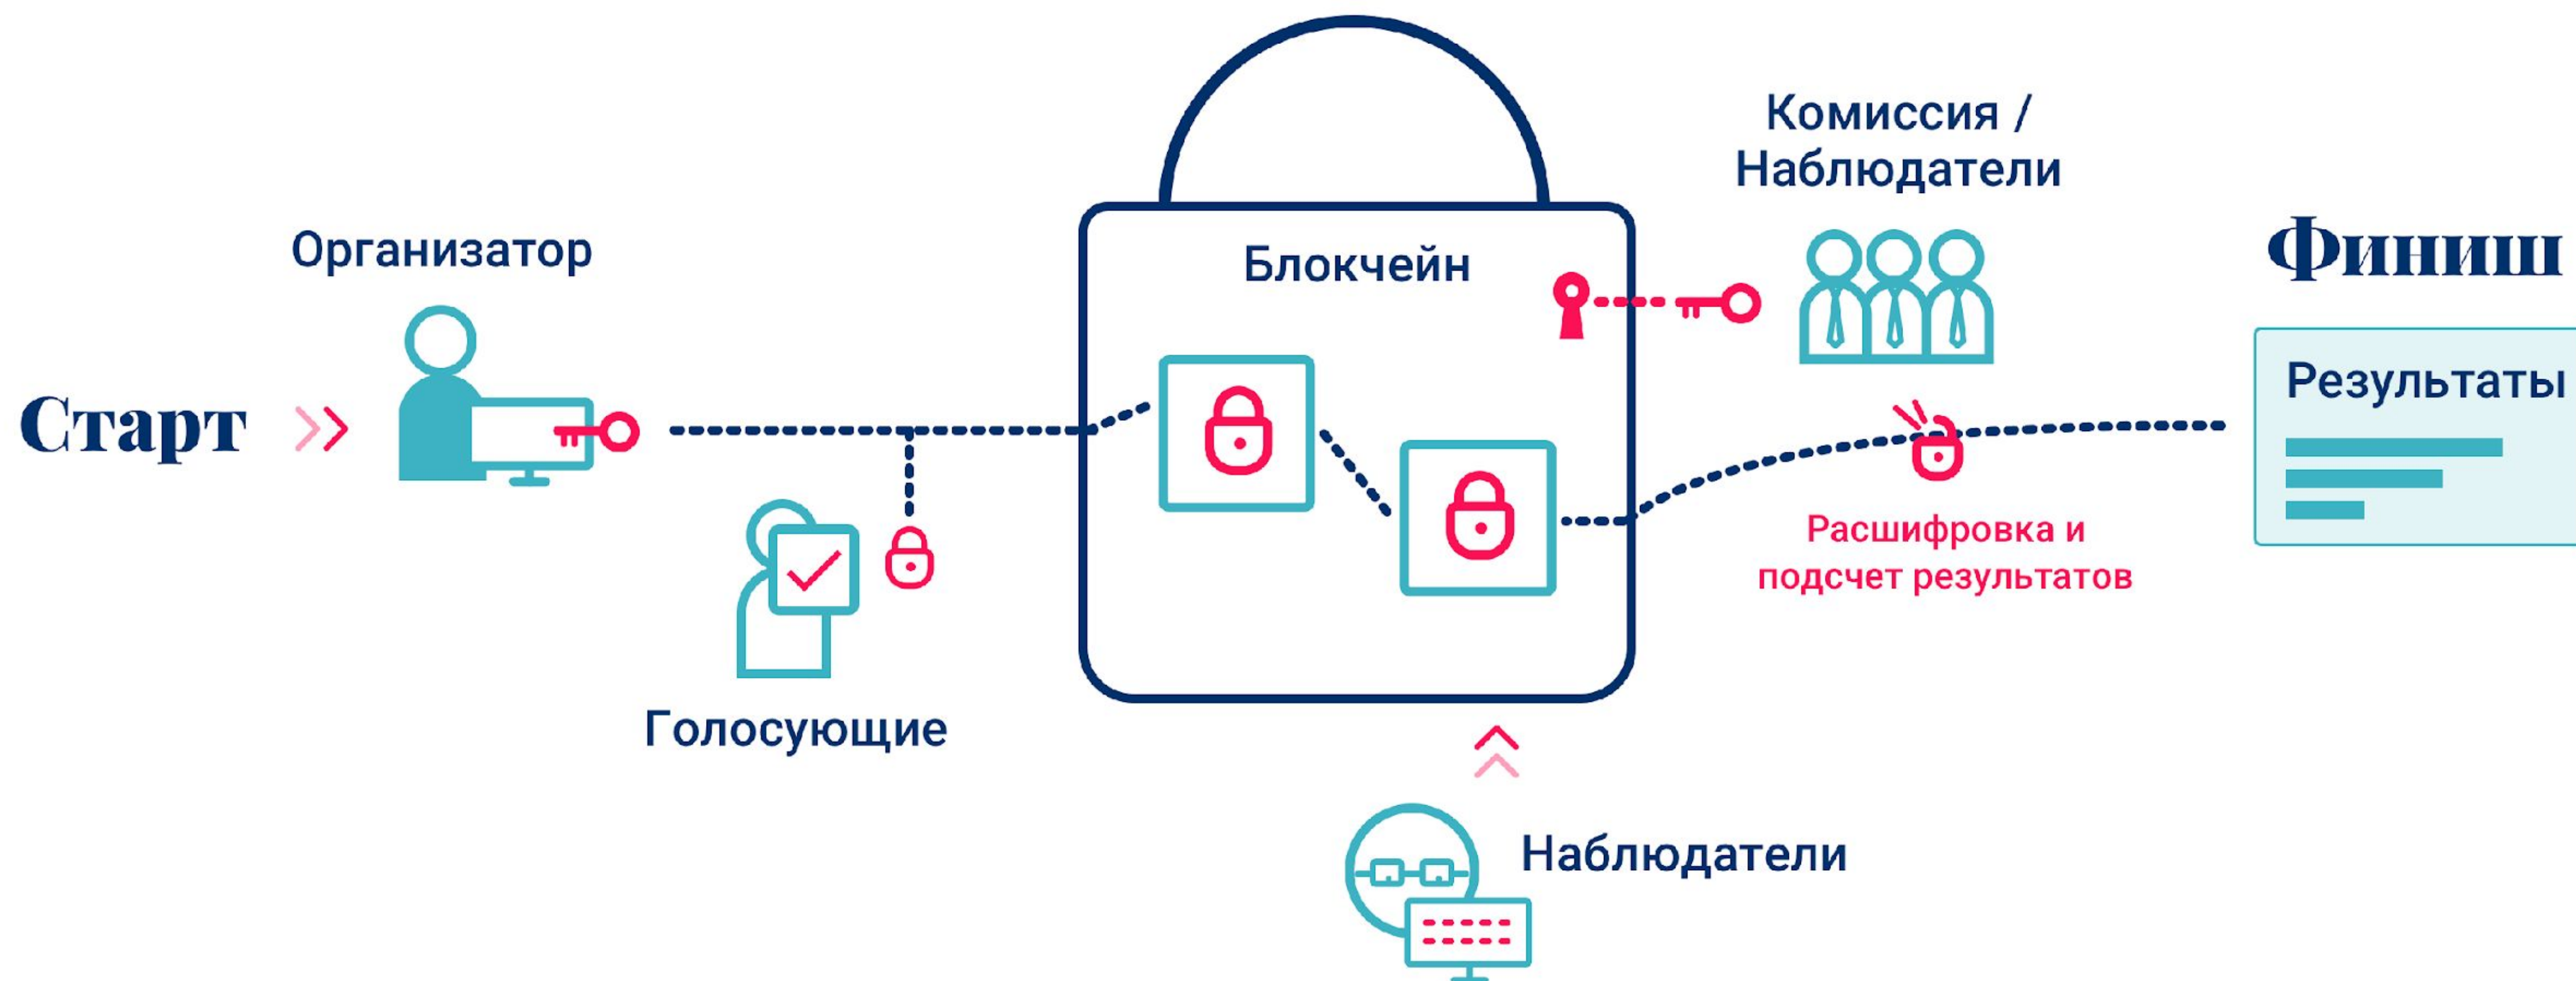 Старт
Организатор
Голосующие
Блокчейн
Комиссия /
Наблюдатели
Расшифровка и
подсчет результатов
Наблюдатели
Финиш
Результаты